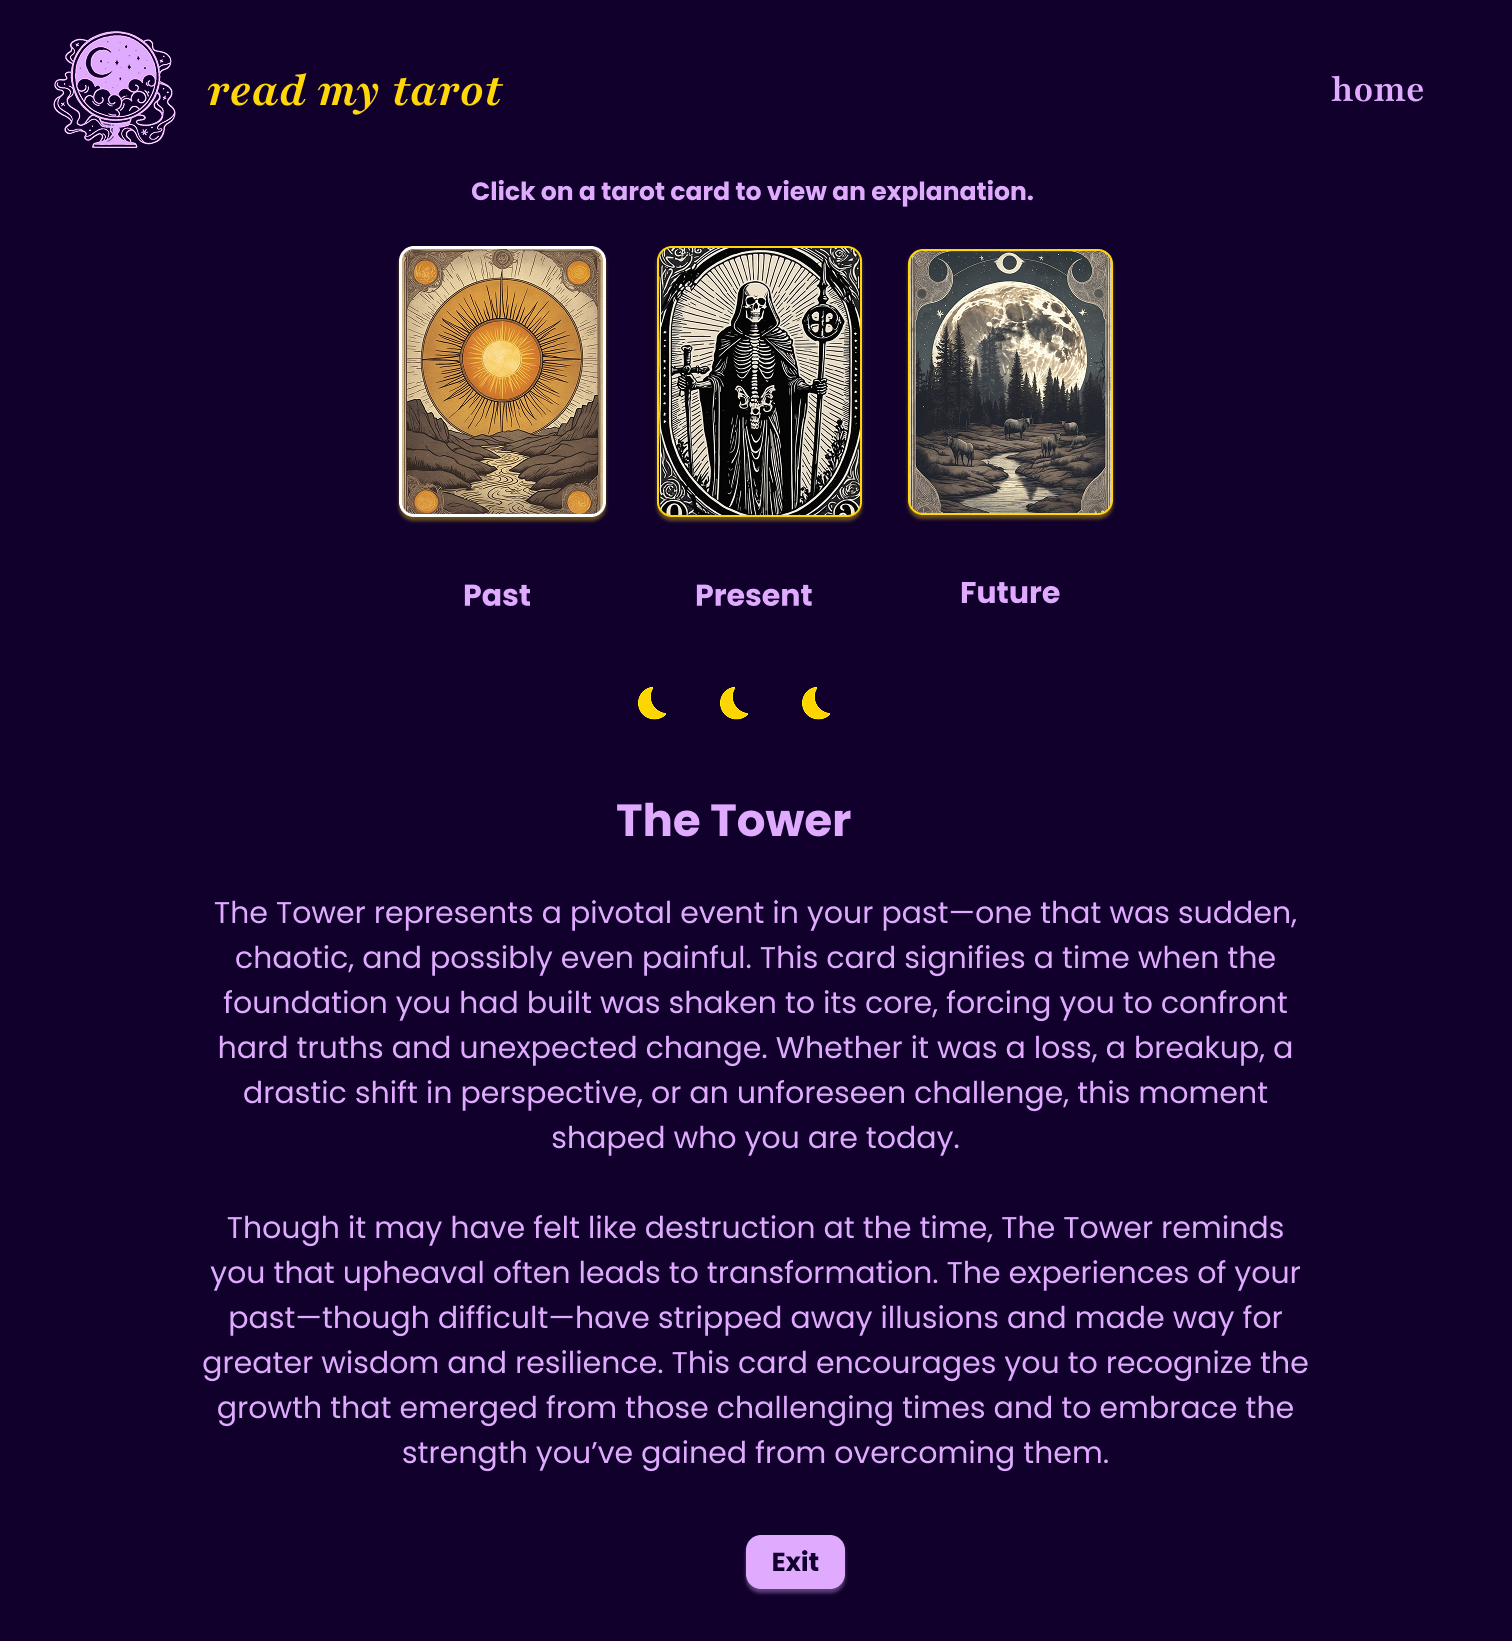 read my tarot
home
Click on a tarot card to view an explanation.
Past
Present
Future
The Tower
The Tower represents a pivotal event in your past—one that was sudden,
chaotic, and possibly even painful. This card signifies a time when the
foundation you had built was shaken to its core, forcing you to confront
hard truths and unexpected change. Whether it was a loss, a breakup, a
drastic shift in perspective, or an unforeseen challenge, this moment
shaped who you are today.
Though it may have felt like destruction at the time, The Tower reminds
you that upheaval often leads to transformation. The experiences of your
past—though difficult—have stripped away illusions and made way for
greater wisdom and resilience. This card encourages you to recognize the
growth that emerged from those challenging times and to embrace the
strength you’ve gained from overcoming them.
Exit